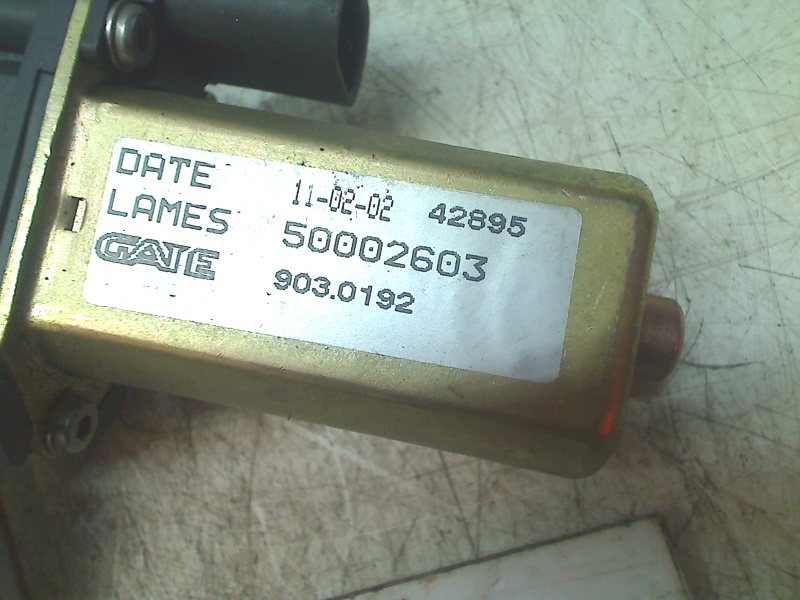 DATE 11-02-02 42895
LAMES 50002603
GATE 903.0192